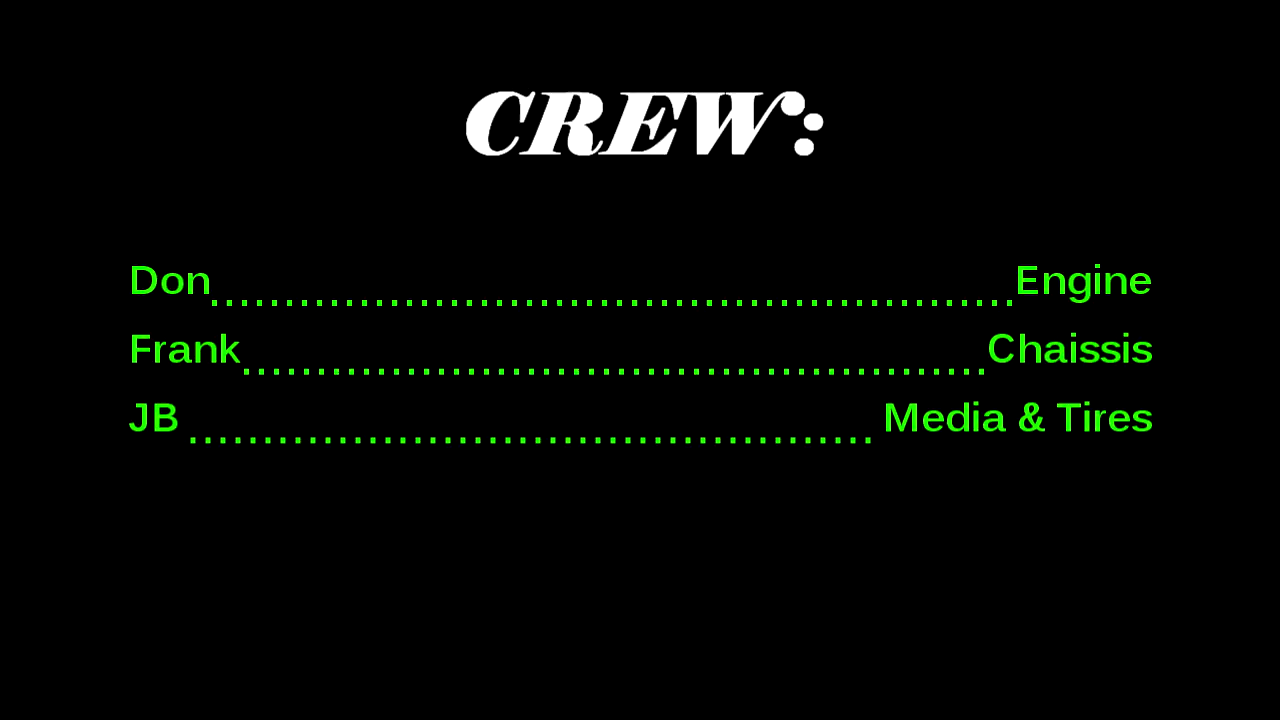 CREW:
Don......................................................Engine
Frank..................................................Chaissis
JB .............................................. Media & Tires